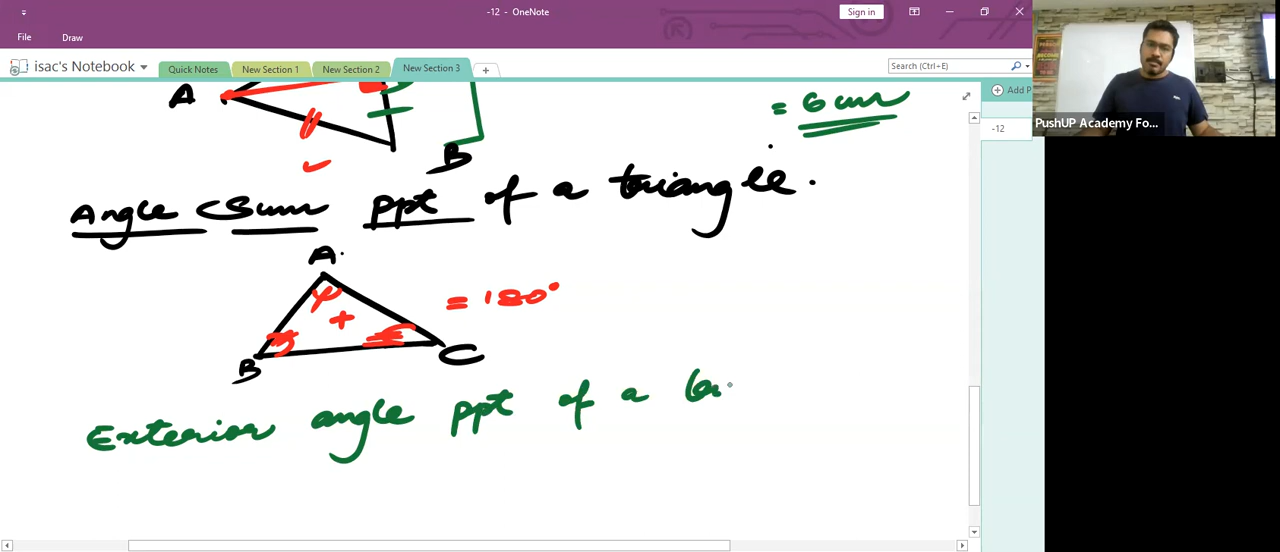 -12 - OneNote
Sign in
File
Draw
isac's Notebook
Quick Notes
New Section 1
New Section 2
New Section 3
Search (Ctrl+E)
Add P
-12
PushUP Academy Fo...
A
B
= 6 cm
Angle Sum ppt of a triangle.
A
= 180°
+
B
C
Exterior angle ppt of a